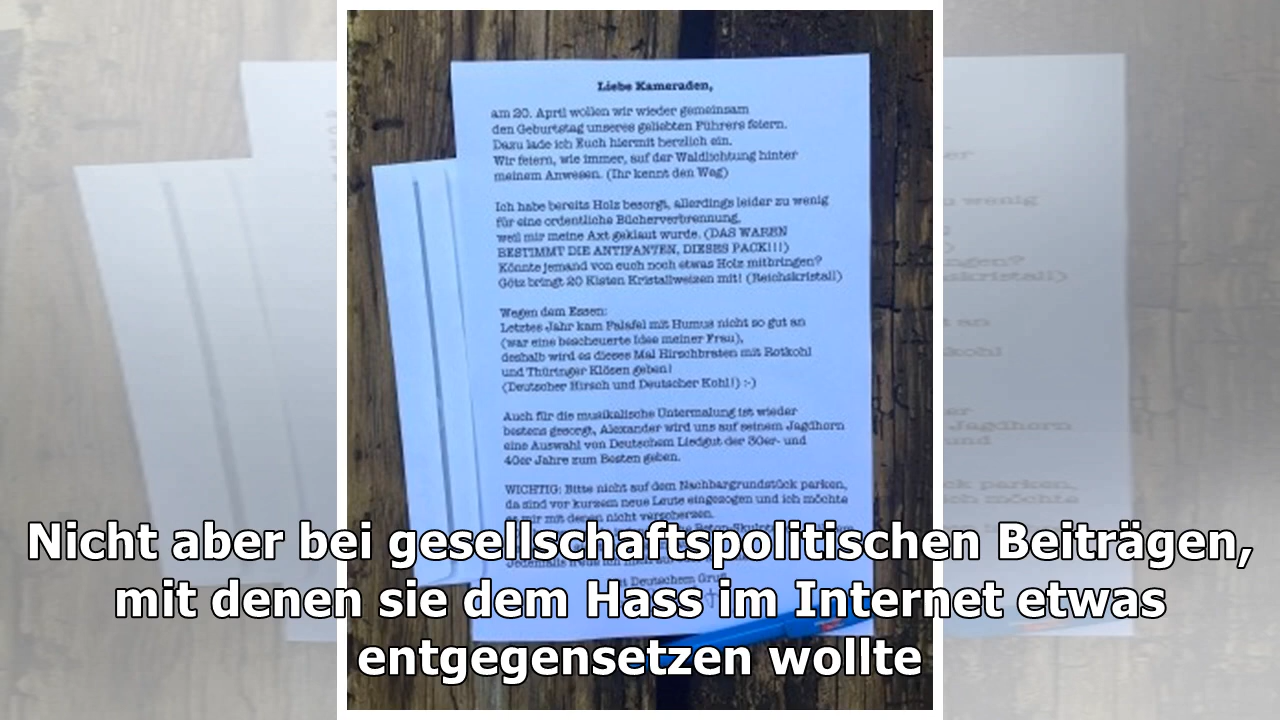 Liebe Kameraden,
am 20. April wollen wir wieder gemeinsam
den Geburtstag unseres geliebten Führers feiern.
Dazu lade ich Euch hiermit herzlich ein.
Wir feiern, wie immer, auf der Waldlichtung hinter
meinem Anwesen. (Ihr kennt den Weg)
Ich habe bereits Holz besorgt, allerdings leider zu wenig
für eine ordentliche Bücherverbrennung,
weil mir meine Axt geklaut wurde. (DAS WAREN
BESTIMMT DIE ANTIFANTEN, DIESES PACK!!!)
Könnte jemand von euch noch etwas Holz mitbringen?
Götz bringt 20 Kisten Kristallweizen mit! (Reichskristall)
Wegen dem Essen:
Letztes Jahr kam Falafel mit Humus nicht so gut an
(war eine bescheuerte Idee meiner Frau),
deshalb wird es dieses Mal Hirschbraten mit Rotkohl
und Thüringer Klösen geben!
(Deutscher Hirsch und Deutscher Kohl!) :-)
Auch für die musikalische Untermalung ist wieder
bestens gesorgt, Alexander wird uns auf seinem Jagdhorn
eine Auswahl von Deutschem Liedgut der 30er- und
40er Jahre zum Besten geben.
WICHTIG: Bitte nicht auf dem Nachbargrundstück parken,
da sind vor kurzem neue Leute eingezogen und ich möchte
es mir mit denen nicht verscherzen.
Deutschem Gruß
Nicht aber bei gesellschaftspolitischen Beiträgen,
mit denen sie dem Hass im Internet etwas
entgegensetzen wollte